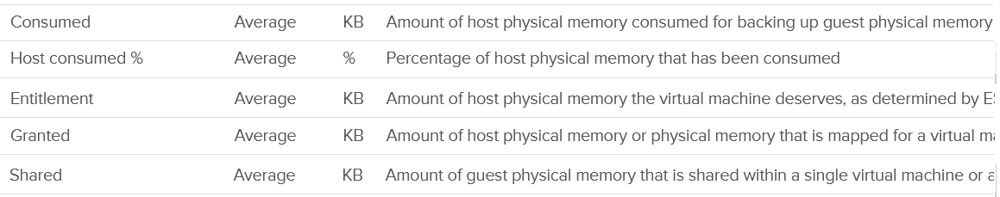 Consumed Average KB Amount of host physical memory consumed for backing up guest physical memory
Host consumed % Average % Percentage of host physical memory that has been consumed
Entitlement Average KB Amount of host physical memory the virtual machine deserves, as determined by
Granted Average KB Amount of host physical memory or physical memory that is mapped for a virtual
Shared Average KB Amount of guest physical memory that is shared within a single virtual machine or